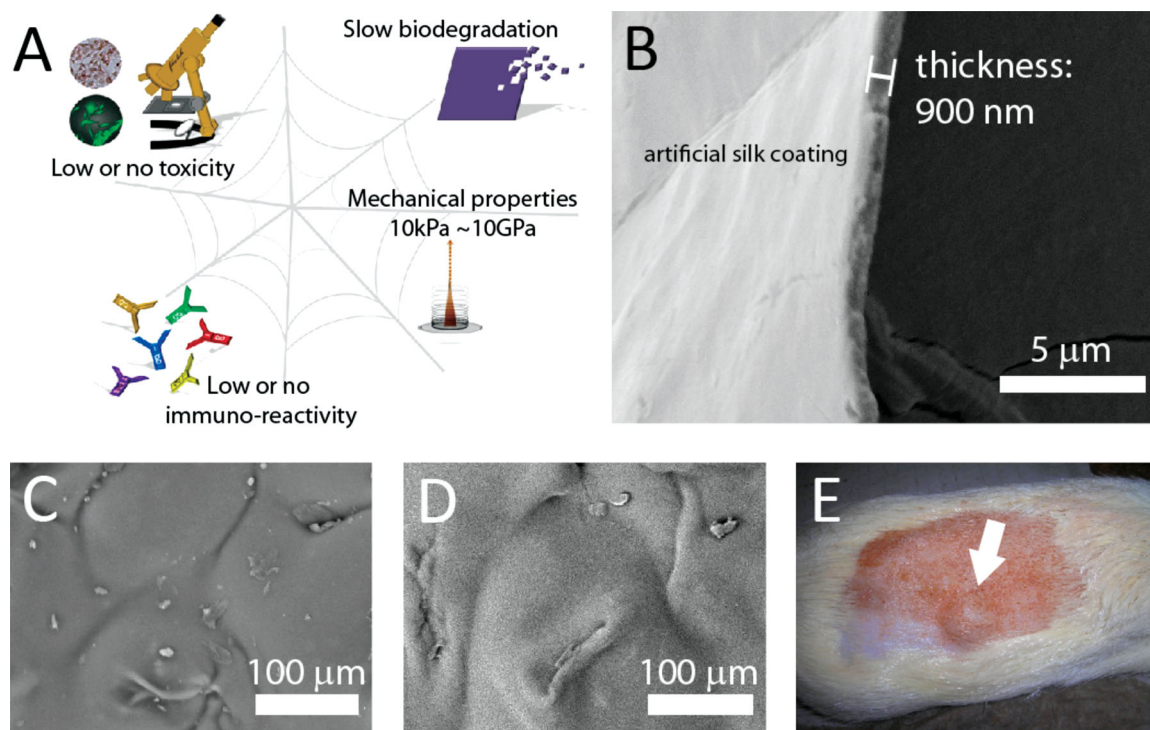 A
Slow biodegradation
Low or no toxicity
Mechanical properties
10kPa ~10GPa
Low or no
immuno-reactivity
B
thickness:
900 nm
artificial silk coating
5 μm
C
100 μm
D
100 μm
E